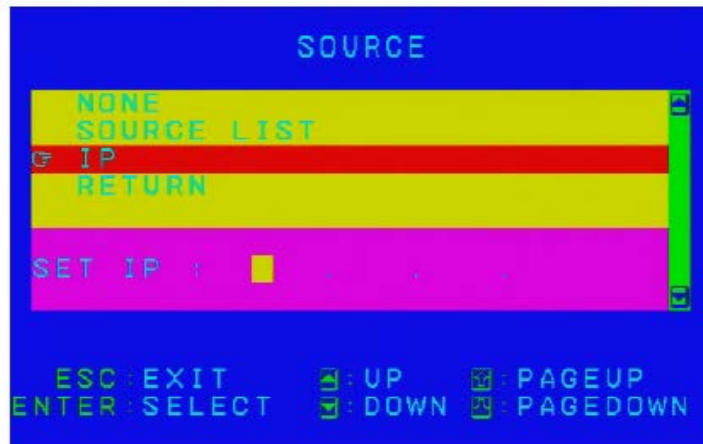 SOURCE
NONE
SOURCE LIST
IP
RETURN
SET IP : . . .
ESC:EXIT :UP :PAGEUP
ENTER:SELECT :DOWN :PAGEDOWN